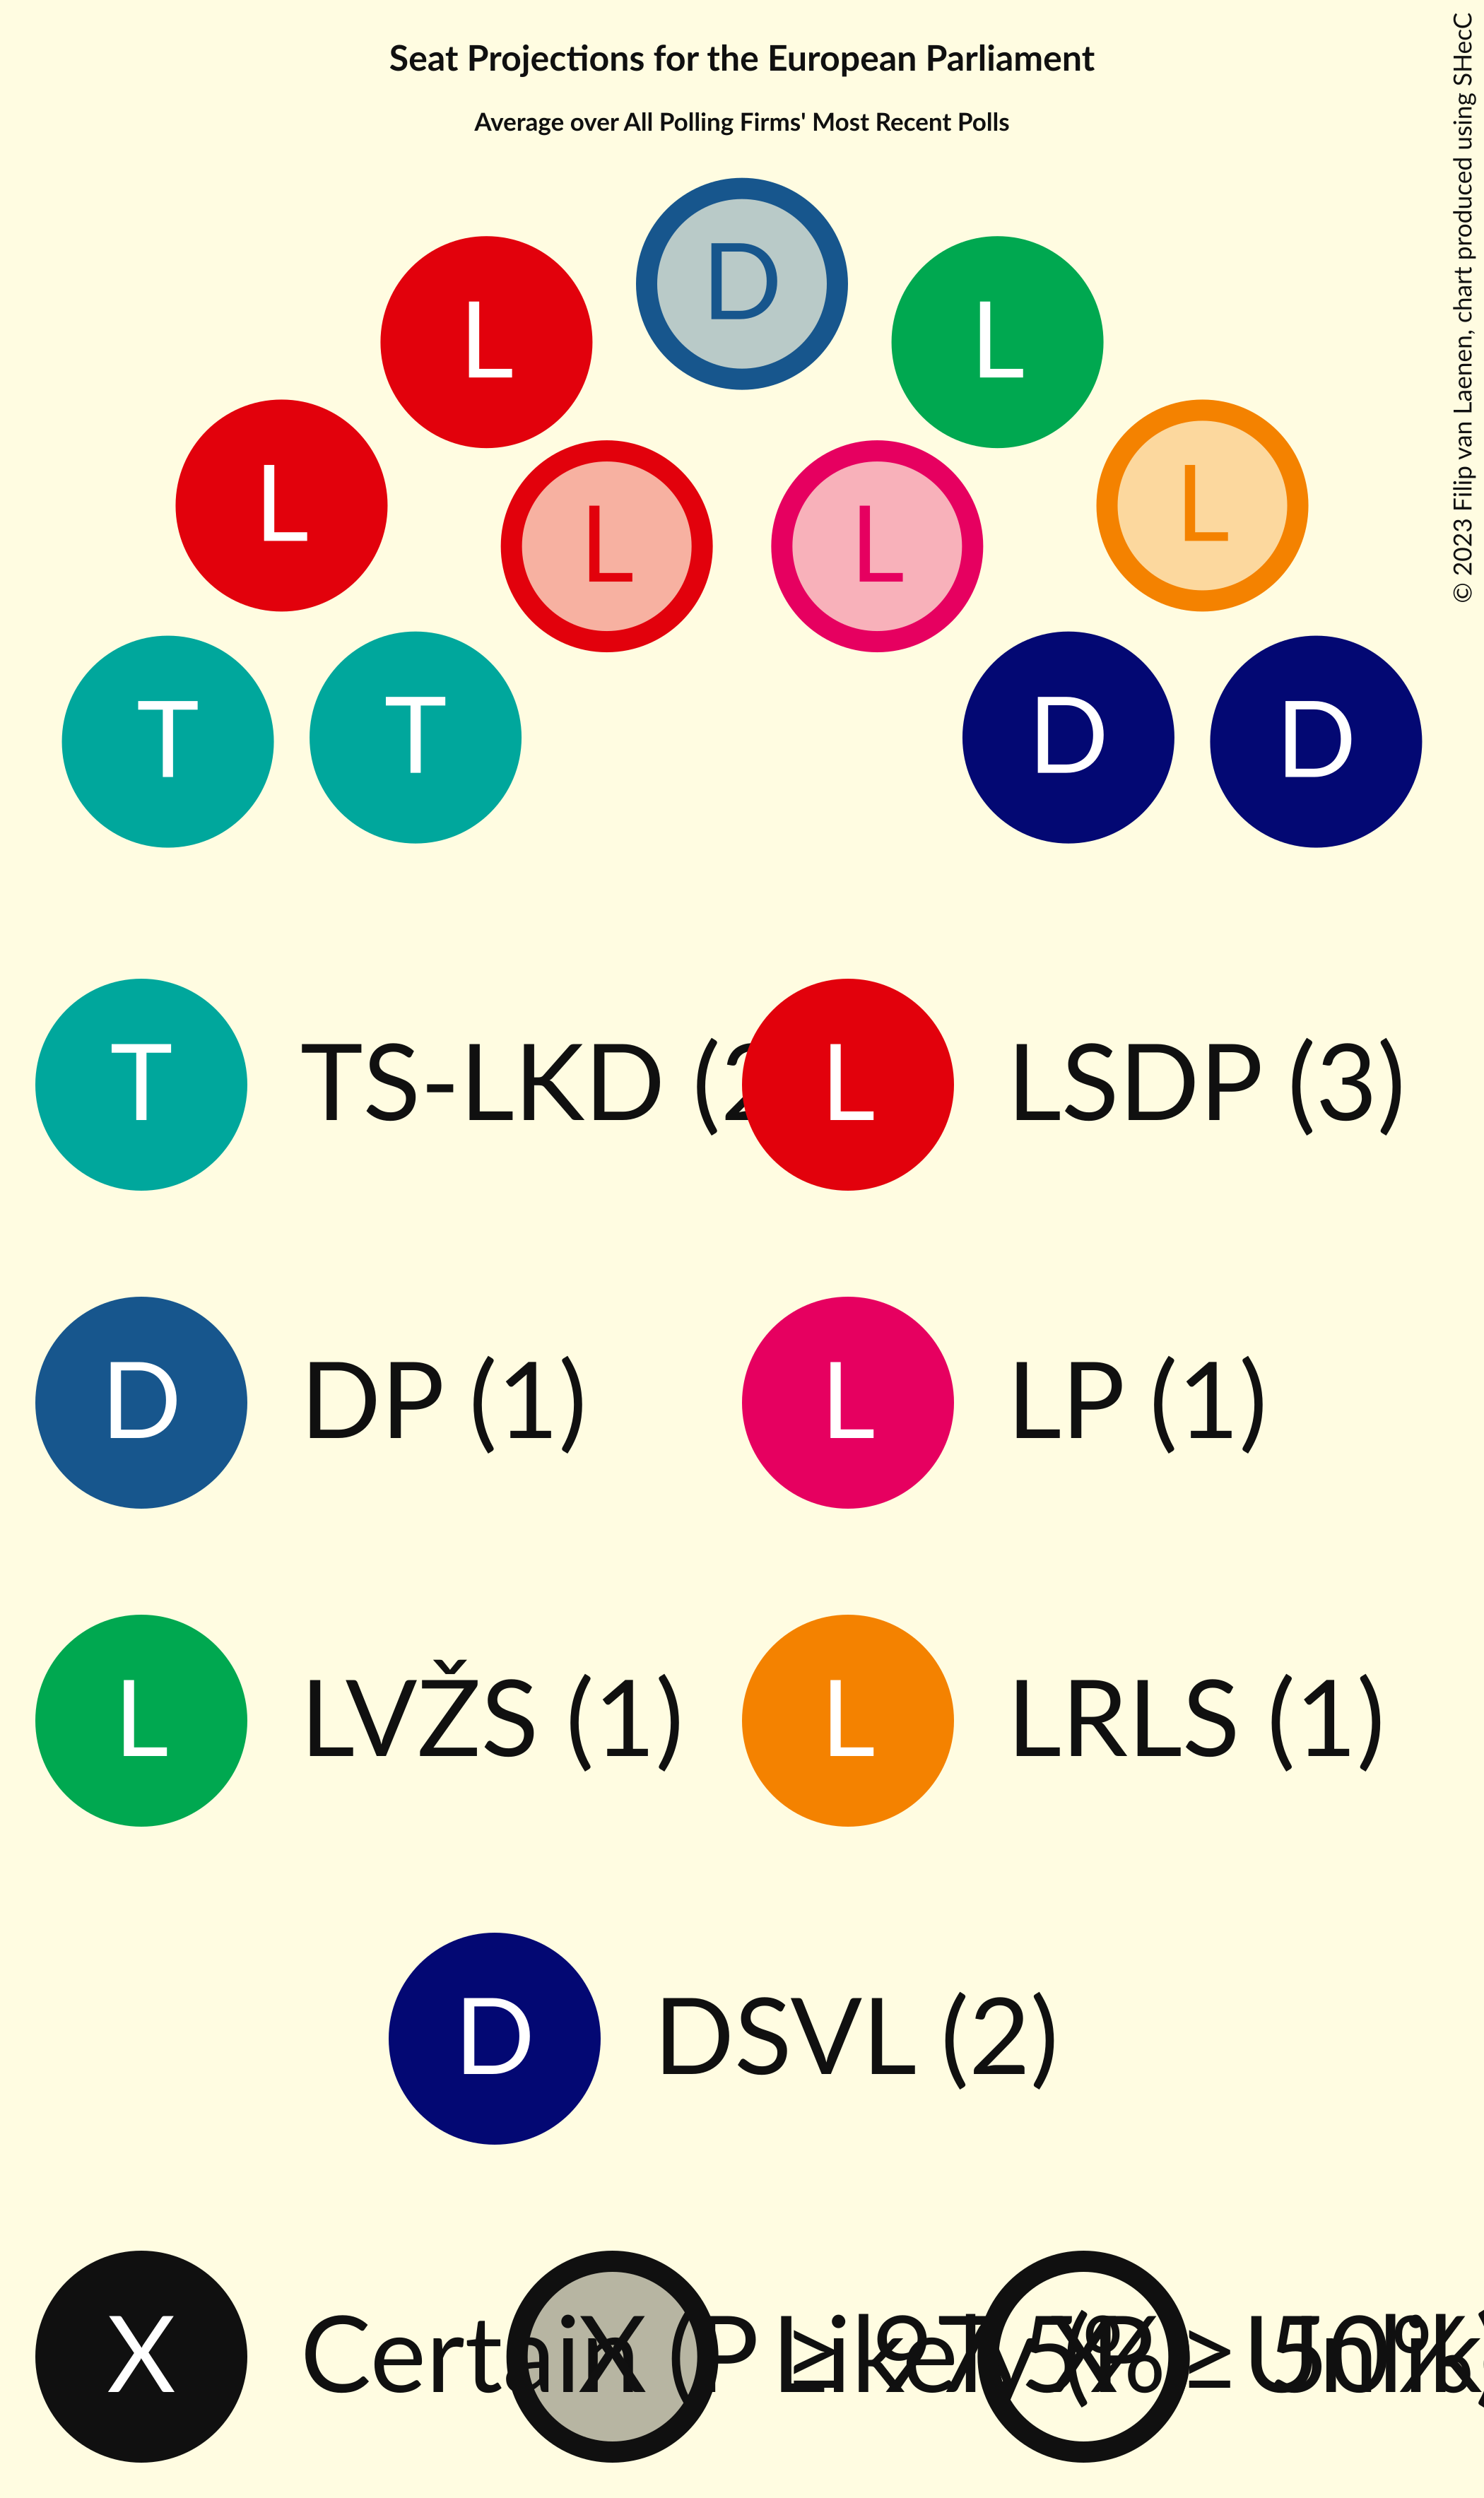 Seat Projections for the European Parliament
Average over All Polling Firms' Most Recent Polls
© 2023 Filip van Laenen, chart produced using SHecC
D
L L
L L
L L
T T D D
T TS-LKD (2 L LSDP (3)
D DP (1) L LP (1)
L LVŽS (1) L LRLS (1)
D DSVL (2)
X Certain X X